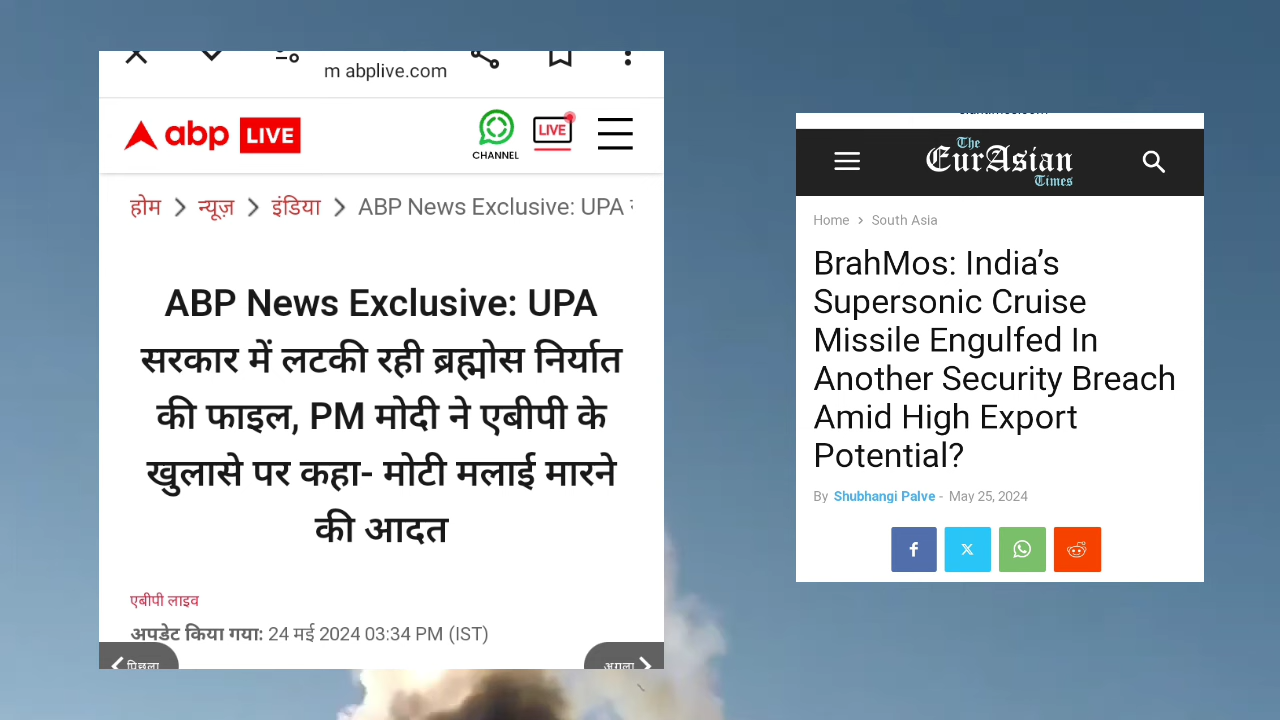 m abplive.com
abp LIVE
CHANNEL
LIVE
होम > न्यूज़ > इंडिया > ABP News Exclusive: UPA
ABP News Exclusive: UPA
सरकार में लटकी रही ब्रह्मोस निर्यात
की फाइल, PM मोदी ने एबीपी के
खुलासे पर कहा- मोटी मलाई मारने
की आदत
एबीपी लाइव
अपडेट किया गया: 24 मई 2024 03:34 PM (IST)
पिछला
अगला
The
EurAsian
Times
Home > South Asia
BrahMos: India’s
Supersonic Cruise
Missile Engulfed In
Another Security Breach
Amid High Export
Potential?
By Shubhangi Palve - May 25, 2024